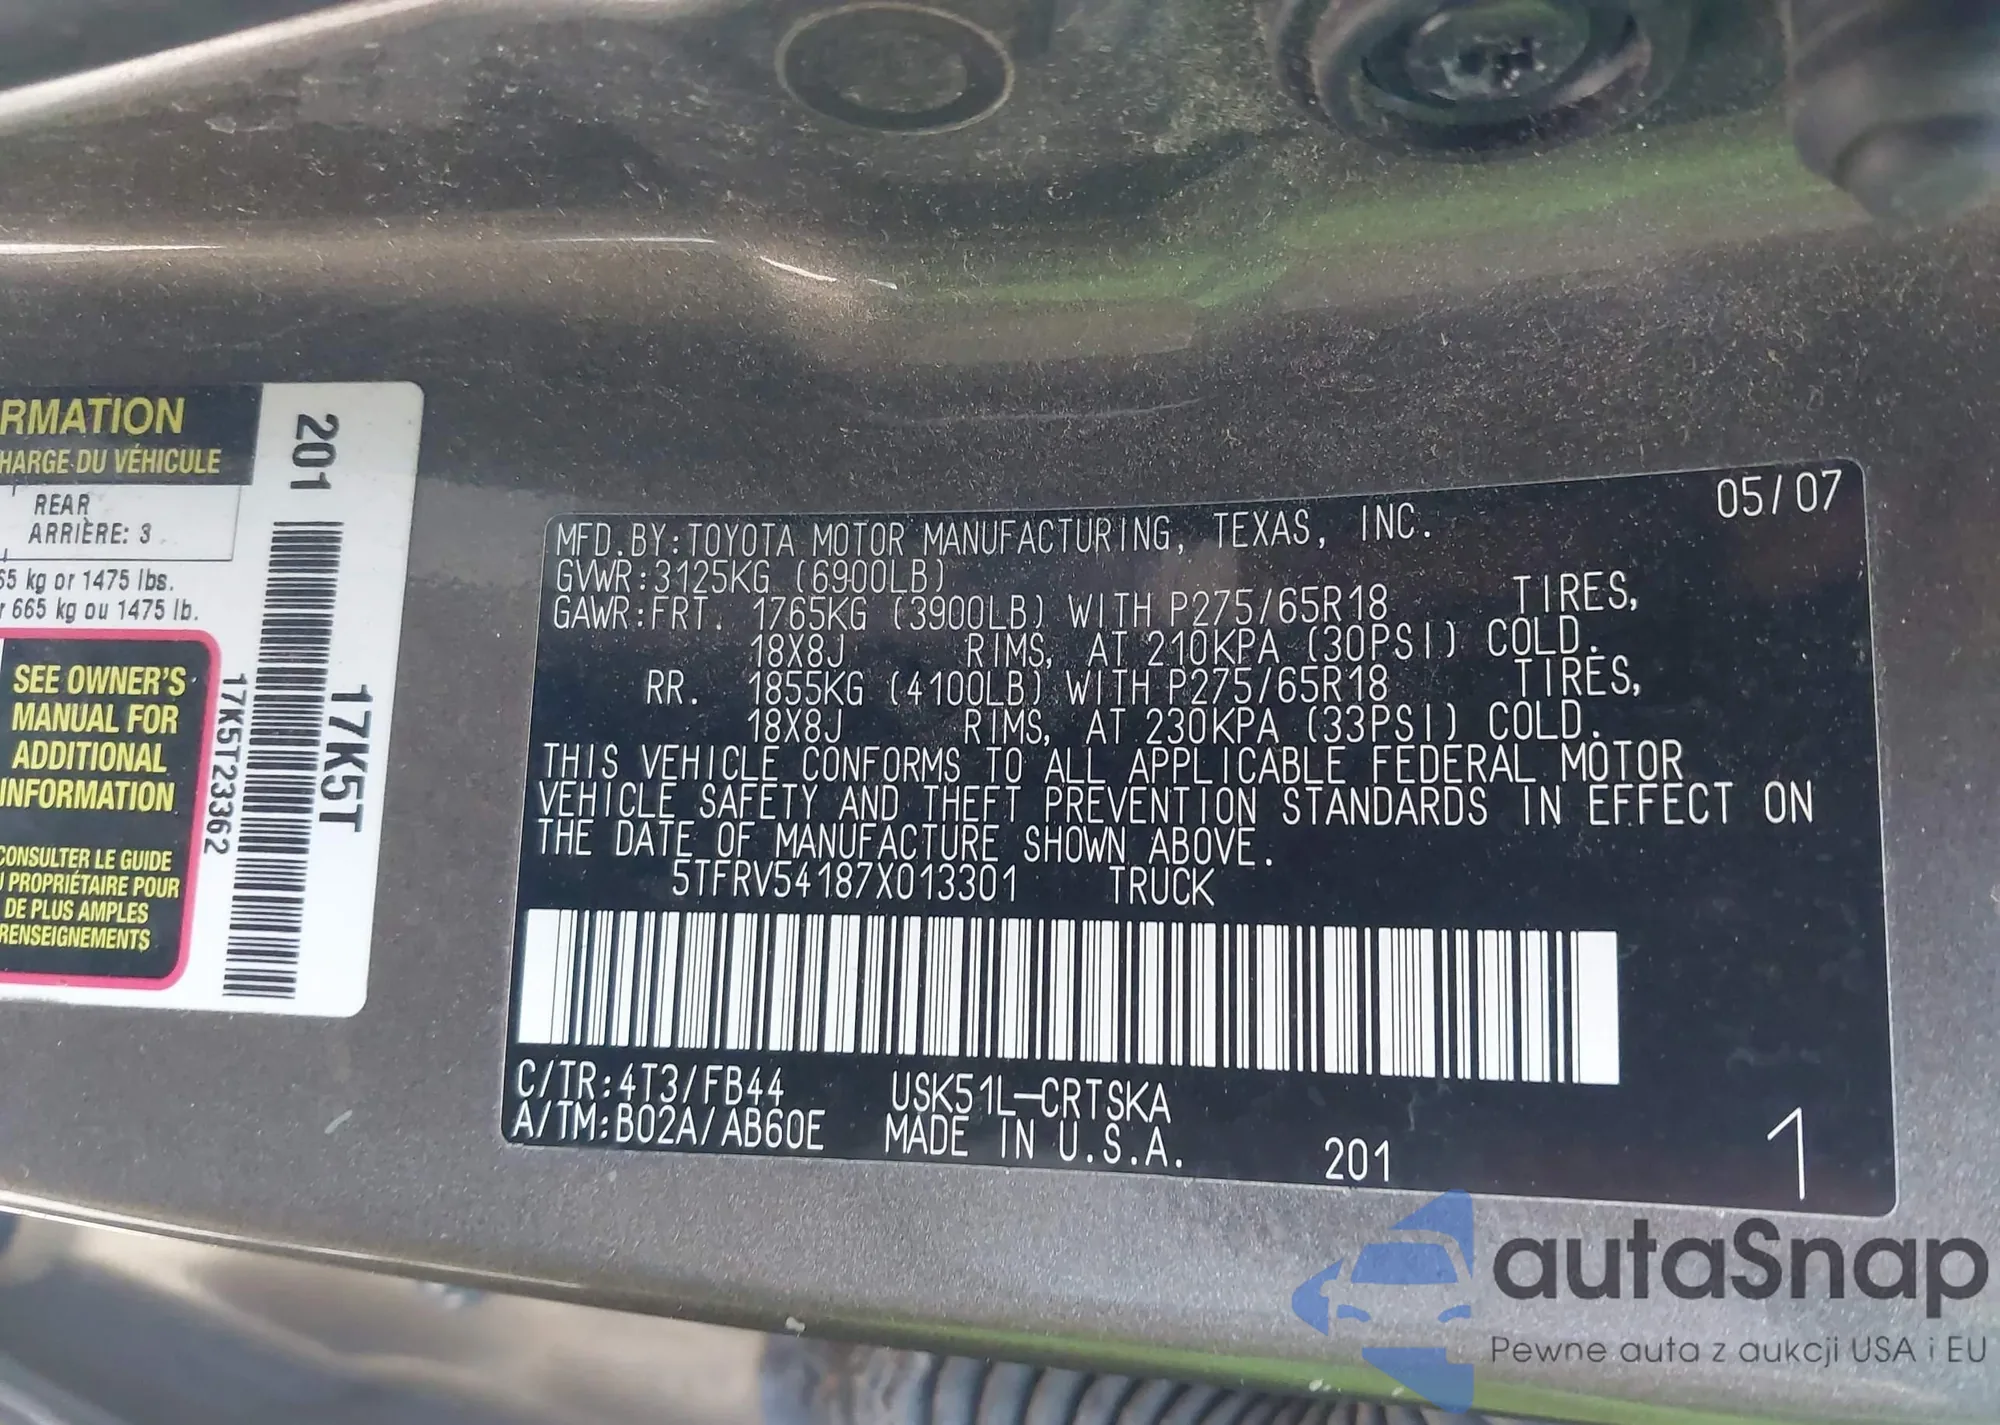 RMATION
HARGE DU VÉHICULE
REAR
ARRIÈRE: 3
65 kg or 1475 lbs.
r 665 kg ou 1475 lb.
SEE OWNER'S
MANUAL FOR
ADDITIONAL
INFORMATION
CONSULTER LE GUIDE
U PROPRIÉTAIRE POUR
DE PLUS AMPLES
RENSEIGNEMENTS
201
17K5T
17K5T23362
05/07
MFD.BY:TOYOTA MOTOR MANUFACTURING, TEXAS, INC.
GVWR:3125KG (6900LB)
GAWR:FRT. 1765KG (3900LB) WITH P275/65R18 TIRES,
18X8J RIMS, AT 210KPA (30PSI) COLD.
RR. 1855KG (4100LB) WITH P275/65R18 TIRES,
18X8J RIMS, AT 230KPA (33PSI) COLD.
THIS VEHICLE CONFORMS TO ALL APPLICABLE FEDERAL MOTOR
VEHICLE SAFETY AND THEFT PREVENTION STANDARDS IN EFFECT ON
THE DATE OF MANUFACTURE SHOWN ABOVE.
5TFRV54187X013301 TRUCK
C/TR:4T3/FB44 USK51L-CRTSKA
A/TM:B02A/AB60E MADE IN U.S.A. 201 1
autaSnap
Pewne auta z aukcji USA i EU